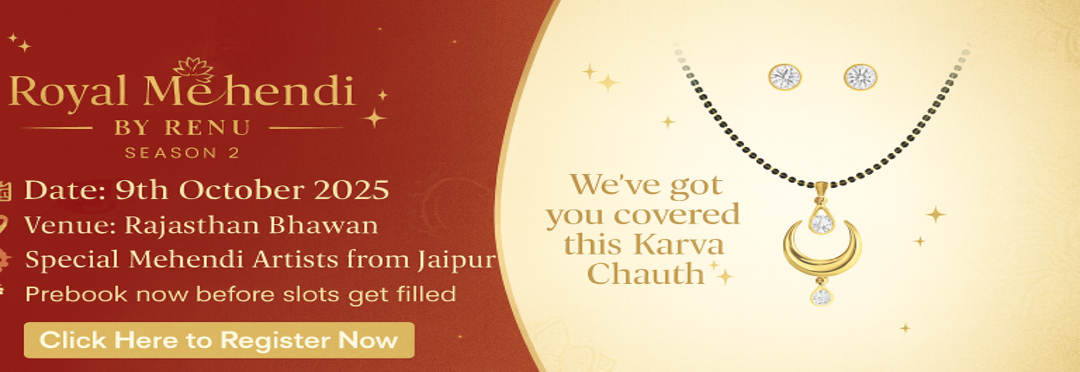 Royal Mehendi
BY RENU
SEASON 2
Date: 9th October 2025
Venue: Rajasthan Bhawan
Special Mehendi Artists from Jaipur
Prebook now before slots get filled
Click Here to Register Now
We've got
you covered
this Karva
Chauth